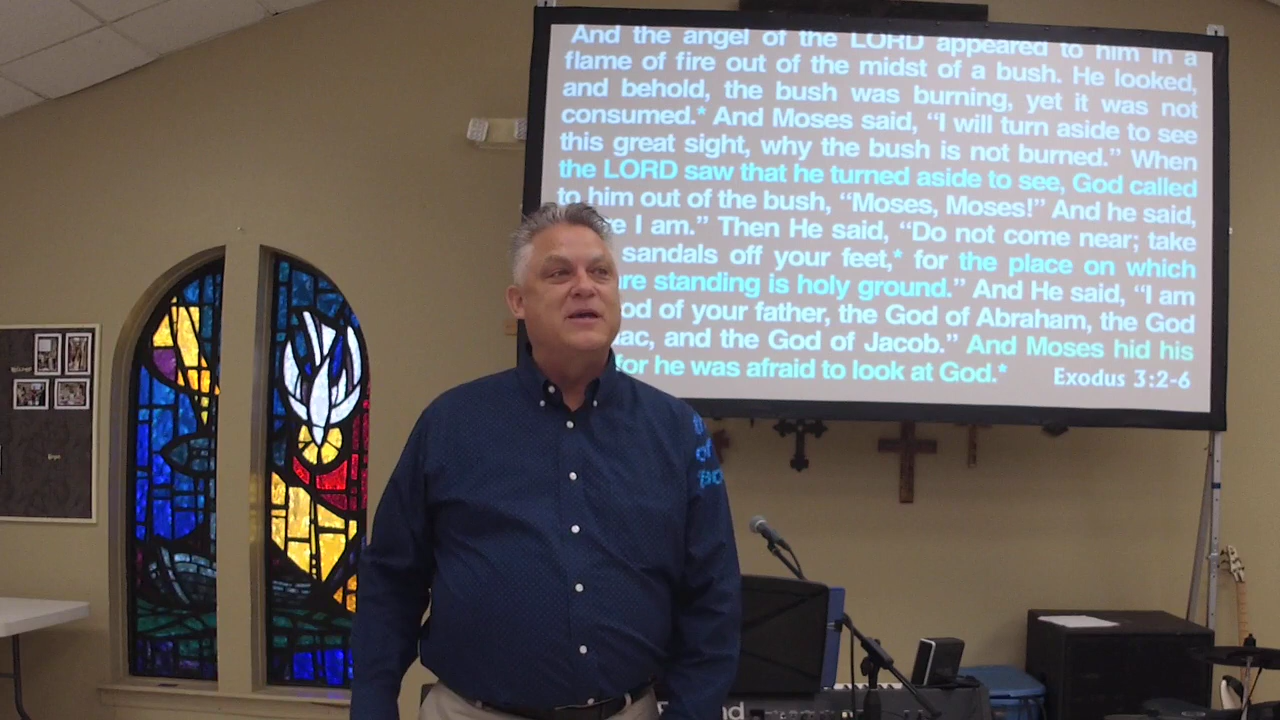 And the angel of the LORD appeared to him in a
flame of fire out of the midst of a bush. He looked,
and behold, the bush was burning, yet it was not
consumed.* And Moses said, “I will turn aside to see
this great sight, why the bush is not burned.” When
the LORD saw that he turned aside to see, God called
to him out of the bush, “Moses, Moses!” And he said,
re I am.” Then He said, “Do not come near; take
sandals off your feet,* for the place on which
are standing is holy ground.” And He said, “I am
od of your father, the God of Abraham, the God
aac, and the God of Jacob.” And Moses hid his
for he was afraid to look at God.* Exodus 3:2-6